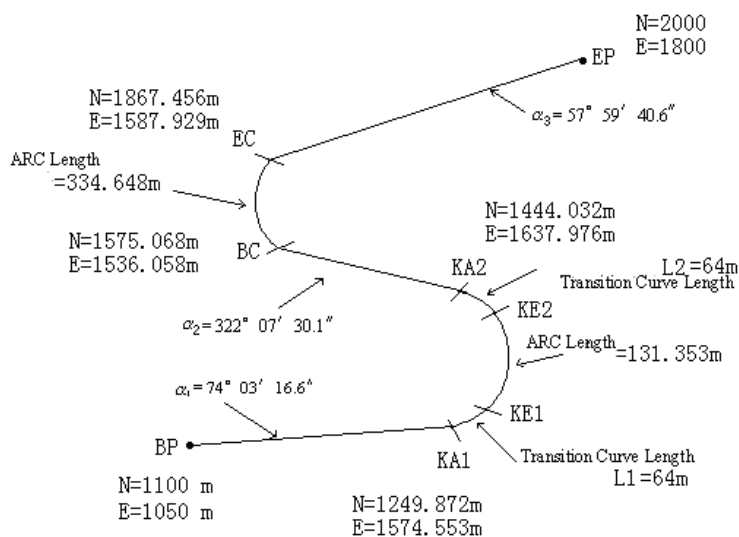 N=2000
E=1800
EP
N=1867.456m
E=1587.929m
α₃=57° 59′ 40.6″
EC
ARC Length
=334.648m
N=1444.032m
E=1637.976m
N=1575.068m
E=1536.058m
BC
KA2
L2=64m
Transition Curve Length
KE2
α₂=322° 07′ 30.1″
ARC Length
=131.353m
α₁=74° 03′ 16.6″
KE1
BP
KA1
Transition Curve Length
L1=64m
N=1100 m
E=1050 m
N=1249.872m
E=1574.553m